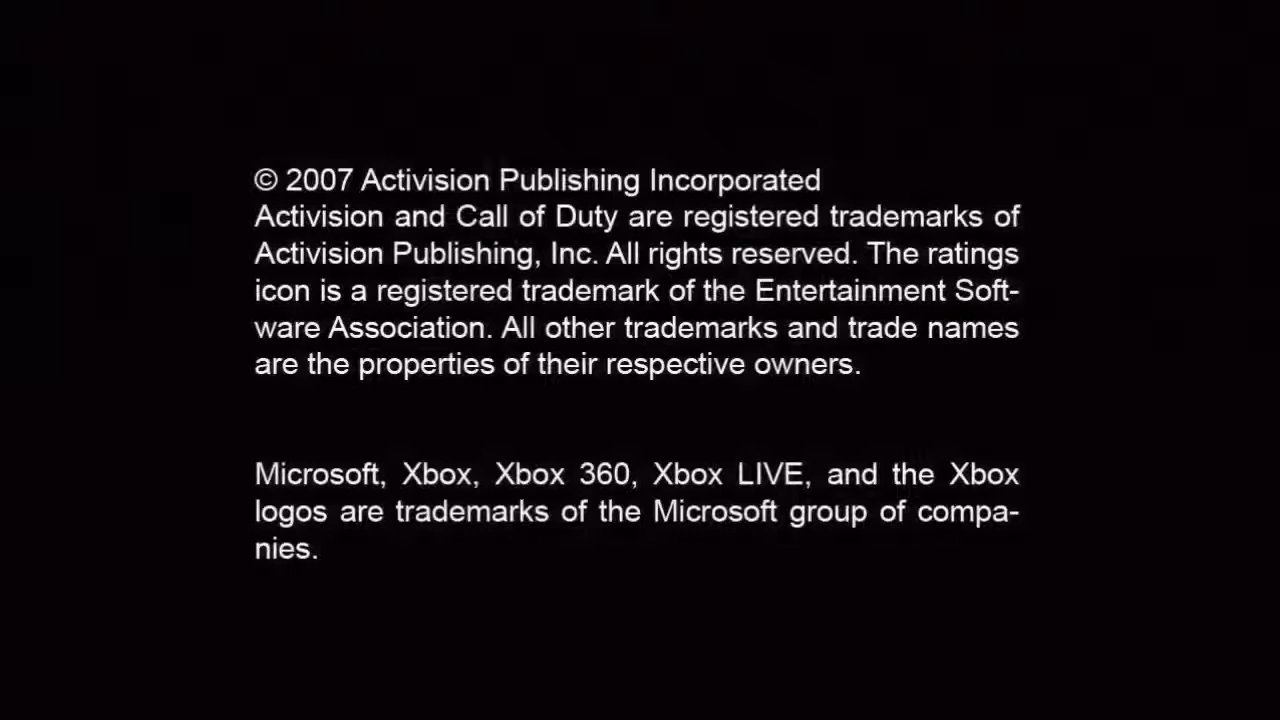 © 2007 Activision Publishing Incorporated
Activision and Call of Duty are registered trademarks of
Activision Publishing, Inc. All rights reserved. The ratings
icon is a registered trademark of the Entertainment Soft-
ware Association. All other trademarks and trade names
are the properties of their respective owners.
Microsoft, Xbox, Xbox 360, Xbox LIVE, and the Xbox
logos are trademarks of the Microsoft group of compa-
nies.